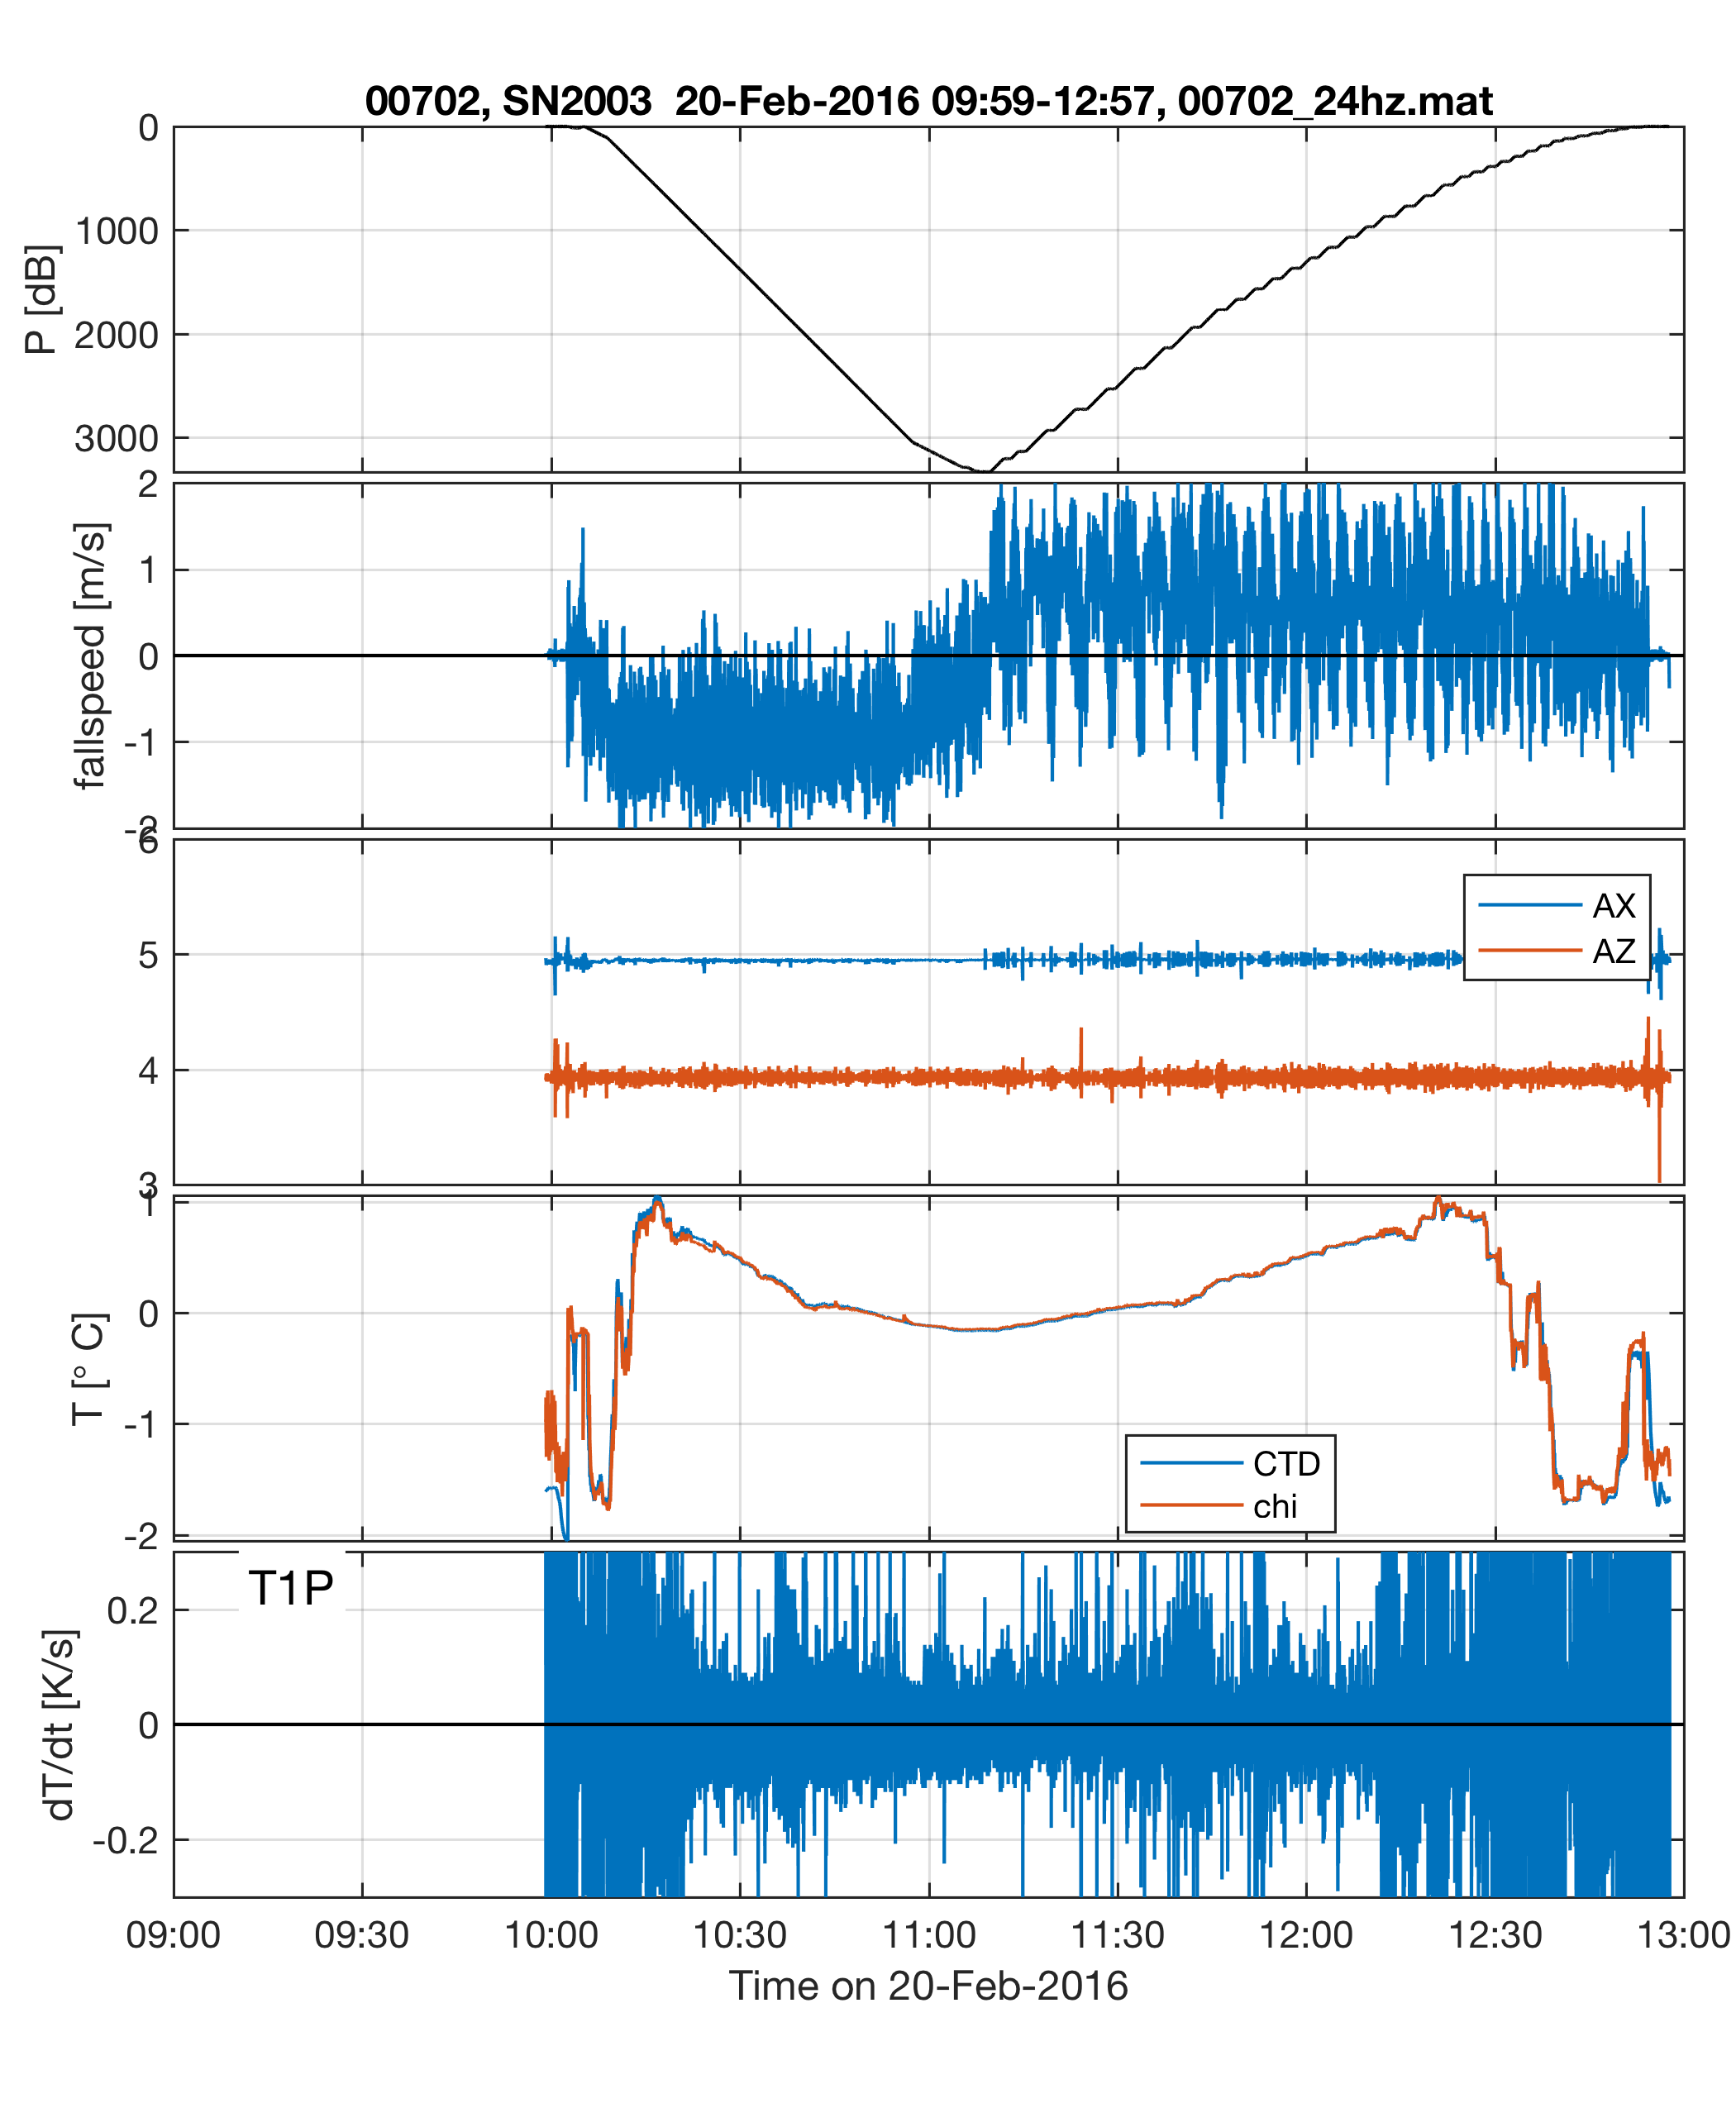 00702, SN2003  20-Feb-2016 09:59-12:57, 00702_24hz.mat
0
1000
2000
3000
P [dB]
2
1
0
-1
-2
fallspeed [m/s]
6
5
4
3
AX
AZ
1
0
-1
-2
T [° C]
CTD
chi
T1P
0.2
0
-0.2
dT/dt [K/s]
09:00 09:30 10:00 10:30 11:00 11:30 12:00 12:30 13:00
Time on 20-Feb-2016